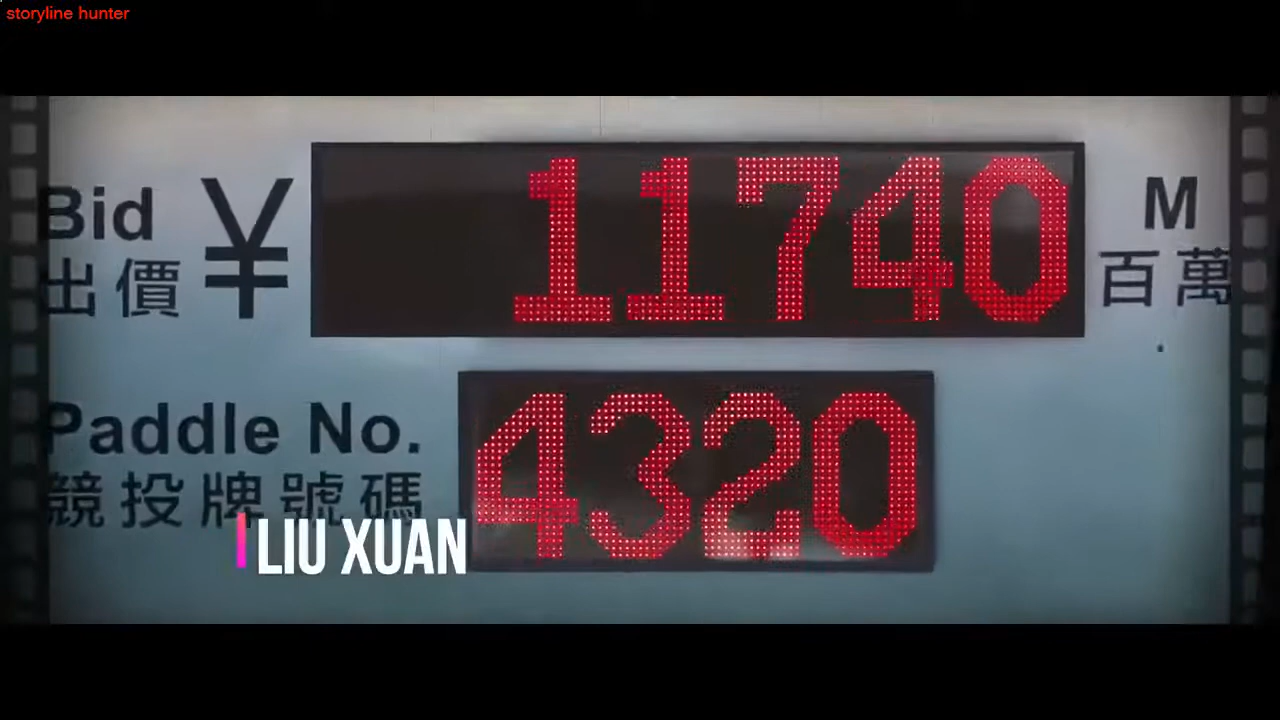 storyline hunter
Bid ¥ 11740 M
出價 百萬
Paddle No. 4320
競投牌號碼
LIU XUAN